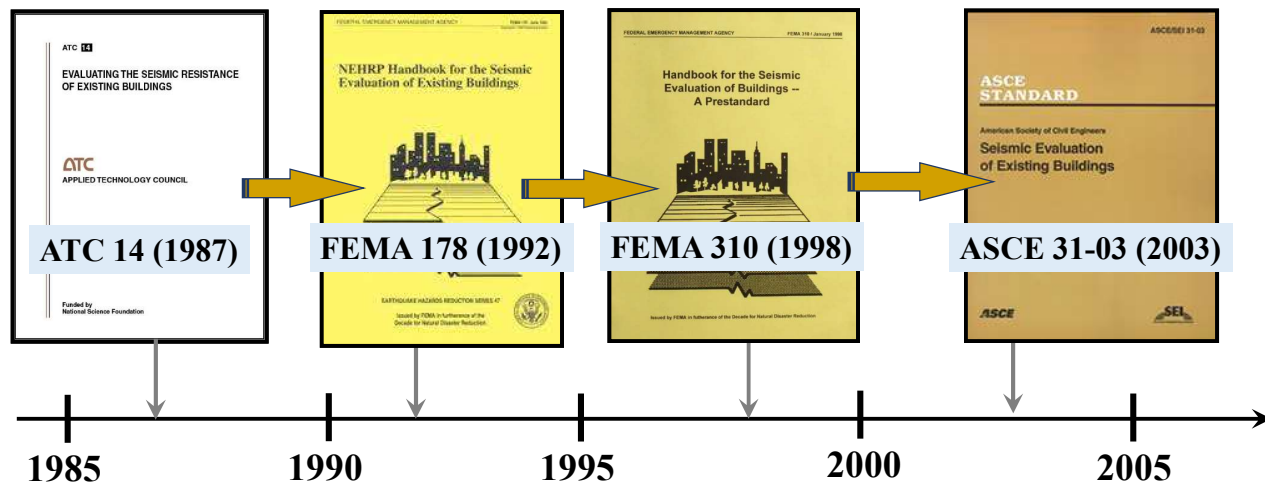 ATC 14
EVALUATING THE SEISMIC RESISTANCE
OF EXISTING BUILDINGS
ATC
APPLIED TECHNOLOGY COUNCIL
ATC 14 (1987)
Funded by
National Science Foundation
FEDERAL EMERGENCY MANAGEMENT AGENCY
NEHRP Handbook for the Seismic
Evaluation of Existing Buildings
FEMA 178 (1992)
EARTHQUAKE HAZARDS REDUCTION SERIES 47
Issued by FEMA in furtherance of the
Decade for Natural Disaster Reduction.
FEDERAL EMERGENCY MANAGEMENT AGENCY FEMA 310 / January 1998
Handbook for the Seismic
Evaluation of Buildings --
A Prestandard
FEMA 310 (1998)
Issued by FEMA in furtherance of the Decade for Natural Disaster Reduction
ASCE/SEI 31-03
ASCE
STANDARD
American Society of Civil Engineers
Seismic Evaluation
of Existing Buildings
ASCE 31-03 (2003)
ASCE SEI
1985 1990 1995 2000 2005